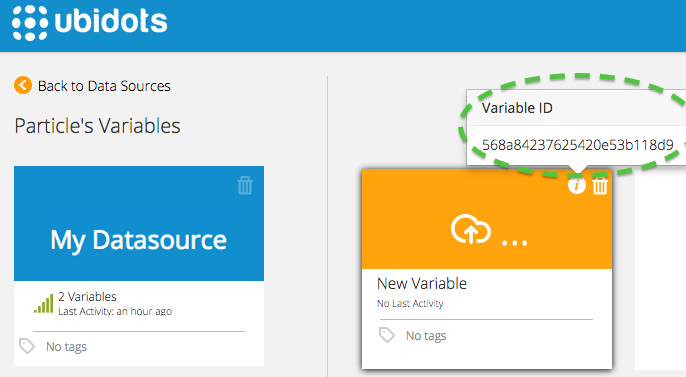 ubidots
Back to Data Sources
Particle's Variables
Variable ID
568a84237625420e53b118d9
My Datasource
...
2 Variables
Last Activity: an hour ago
No tags
New Variable
No Last Activity
No tags